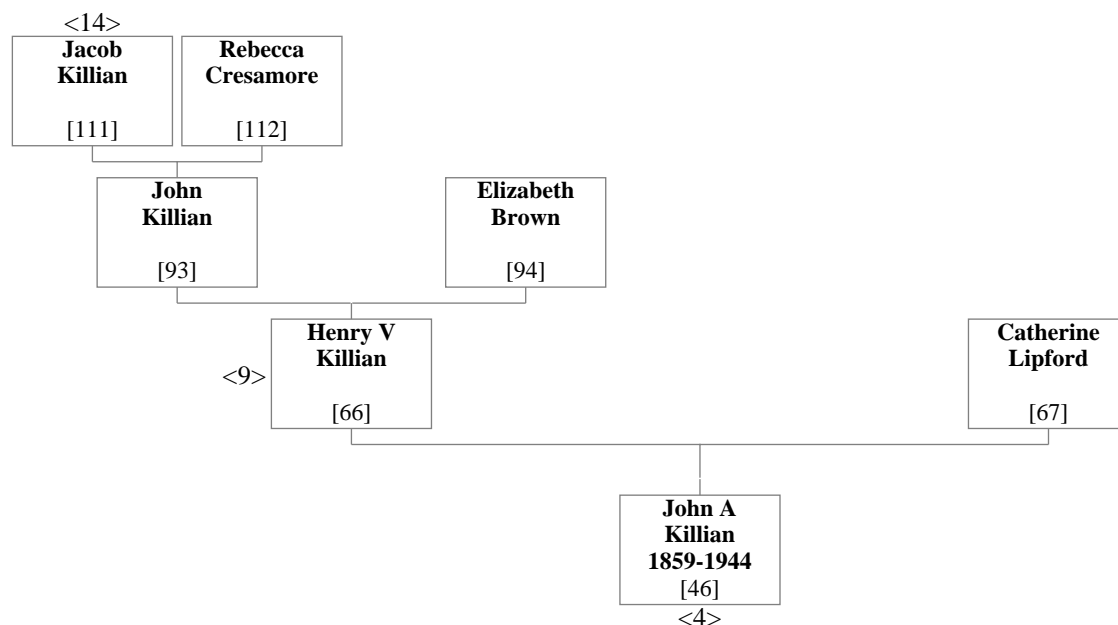 <14>
Jacob
Killian
[111]
Rebecca
Cresamore
[112]
John
Killian
[93]
Elizabeth
Brown
[94]
Henry V
Killian
<9>
[66]
Catherine
Lipford
[67]
John A
Killian
1859-1944
[46]
<4>